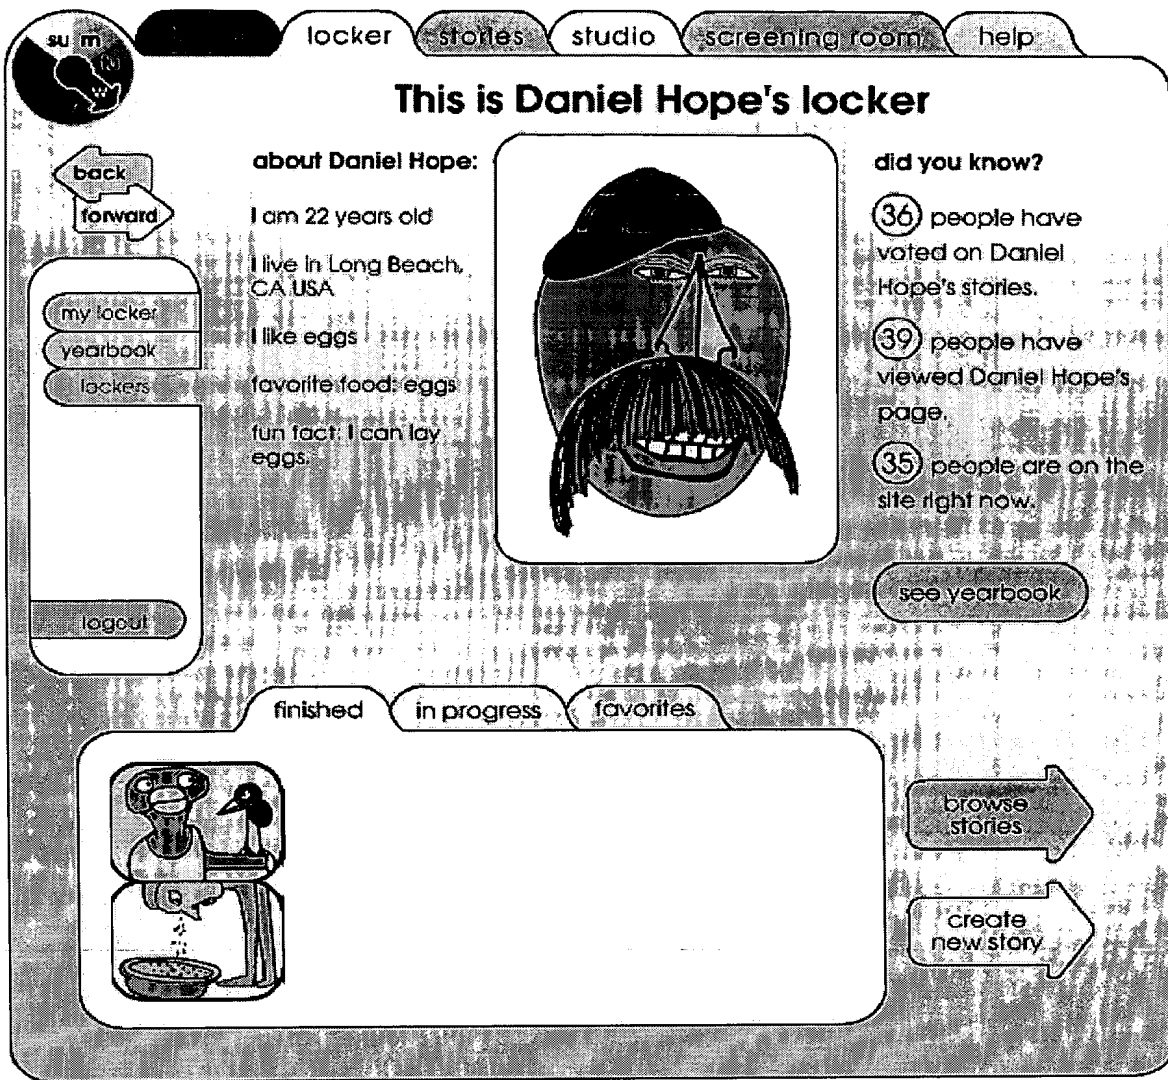 su m
tu
w
locker
stories
studio
screening room
help
This is Daniel Hope's locker
back
forward
my locker
yearbook
lockers
logout
about Daniel Hope:
I am 22 years old
I live in Long Beach,
CA USA
I like eggs
favorite food: eggs
fun fact: I can lay
eggs.
did you know?
36 people have
voted on Daniel
Hope's stories.
39 people have
viewed Daniel Hope's
page.
35 people are on the
site right now.
see yearbook
finished
in progress
favorites
browse
stories
create
new story